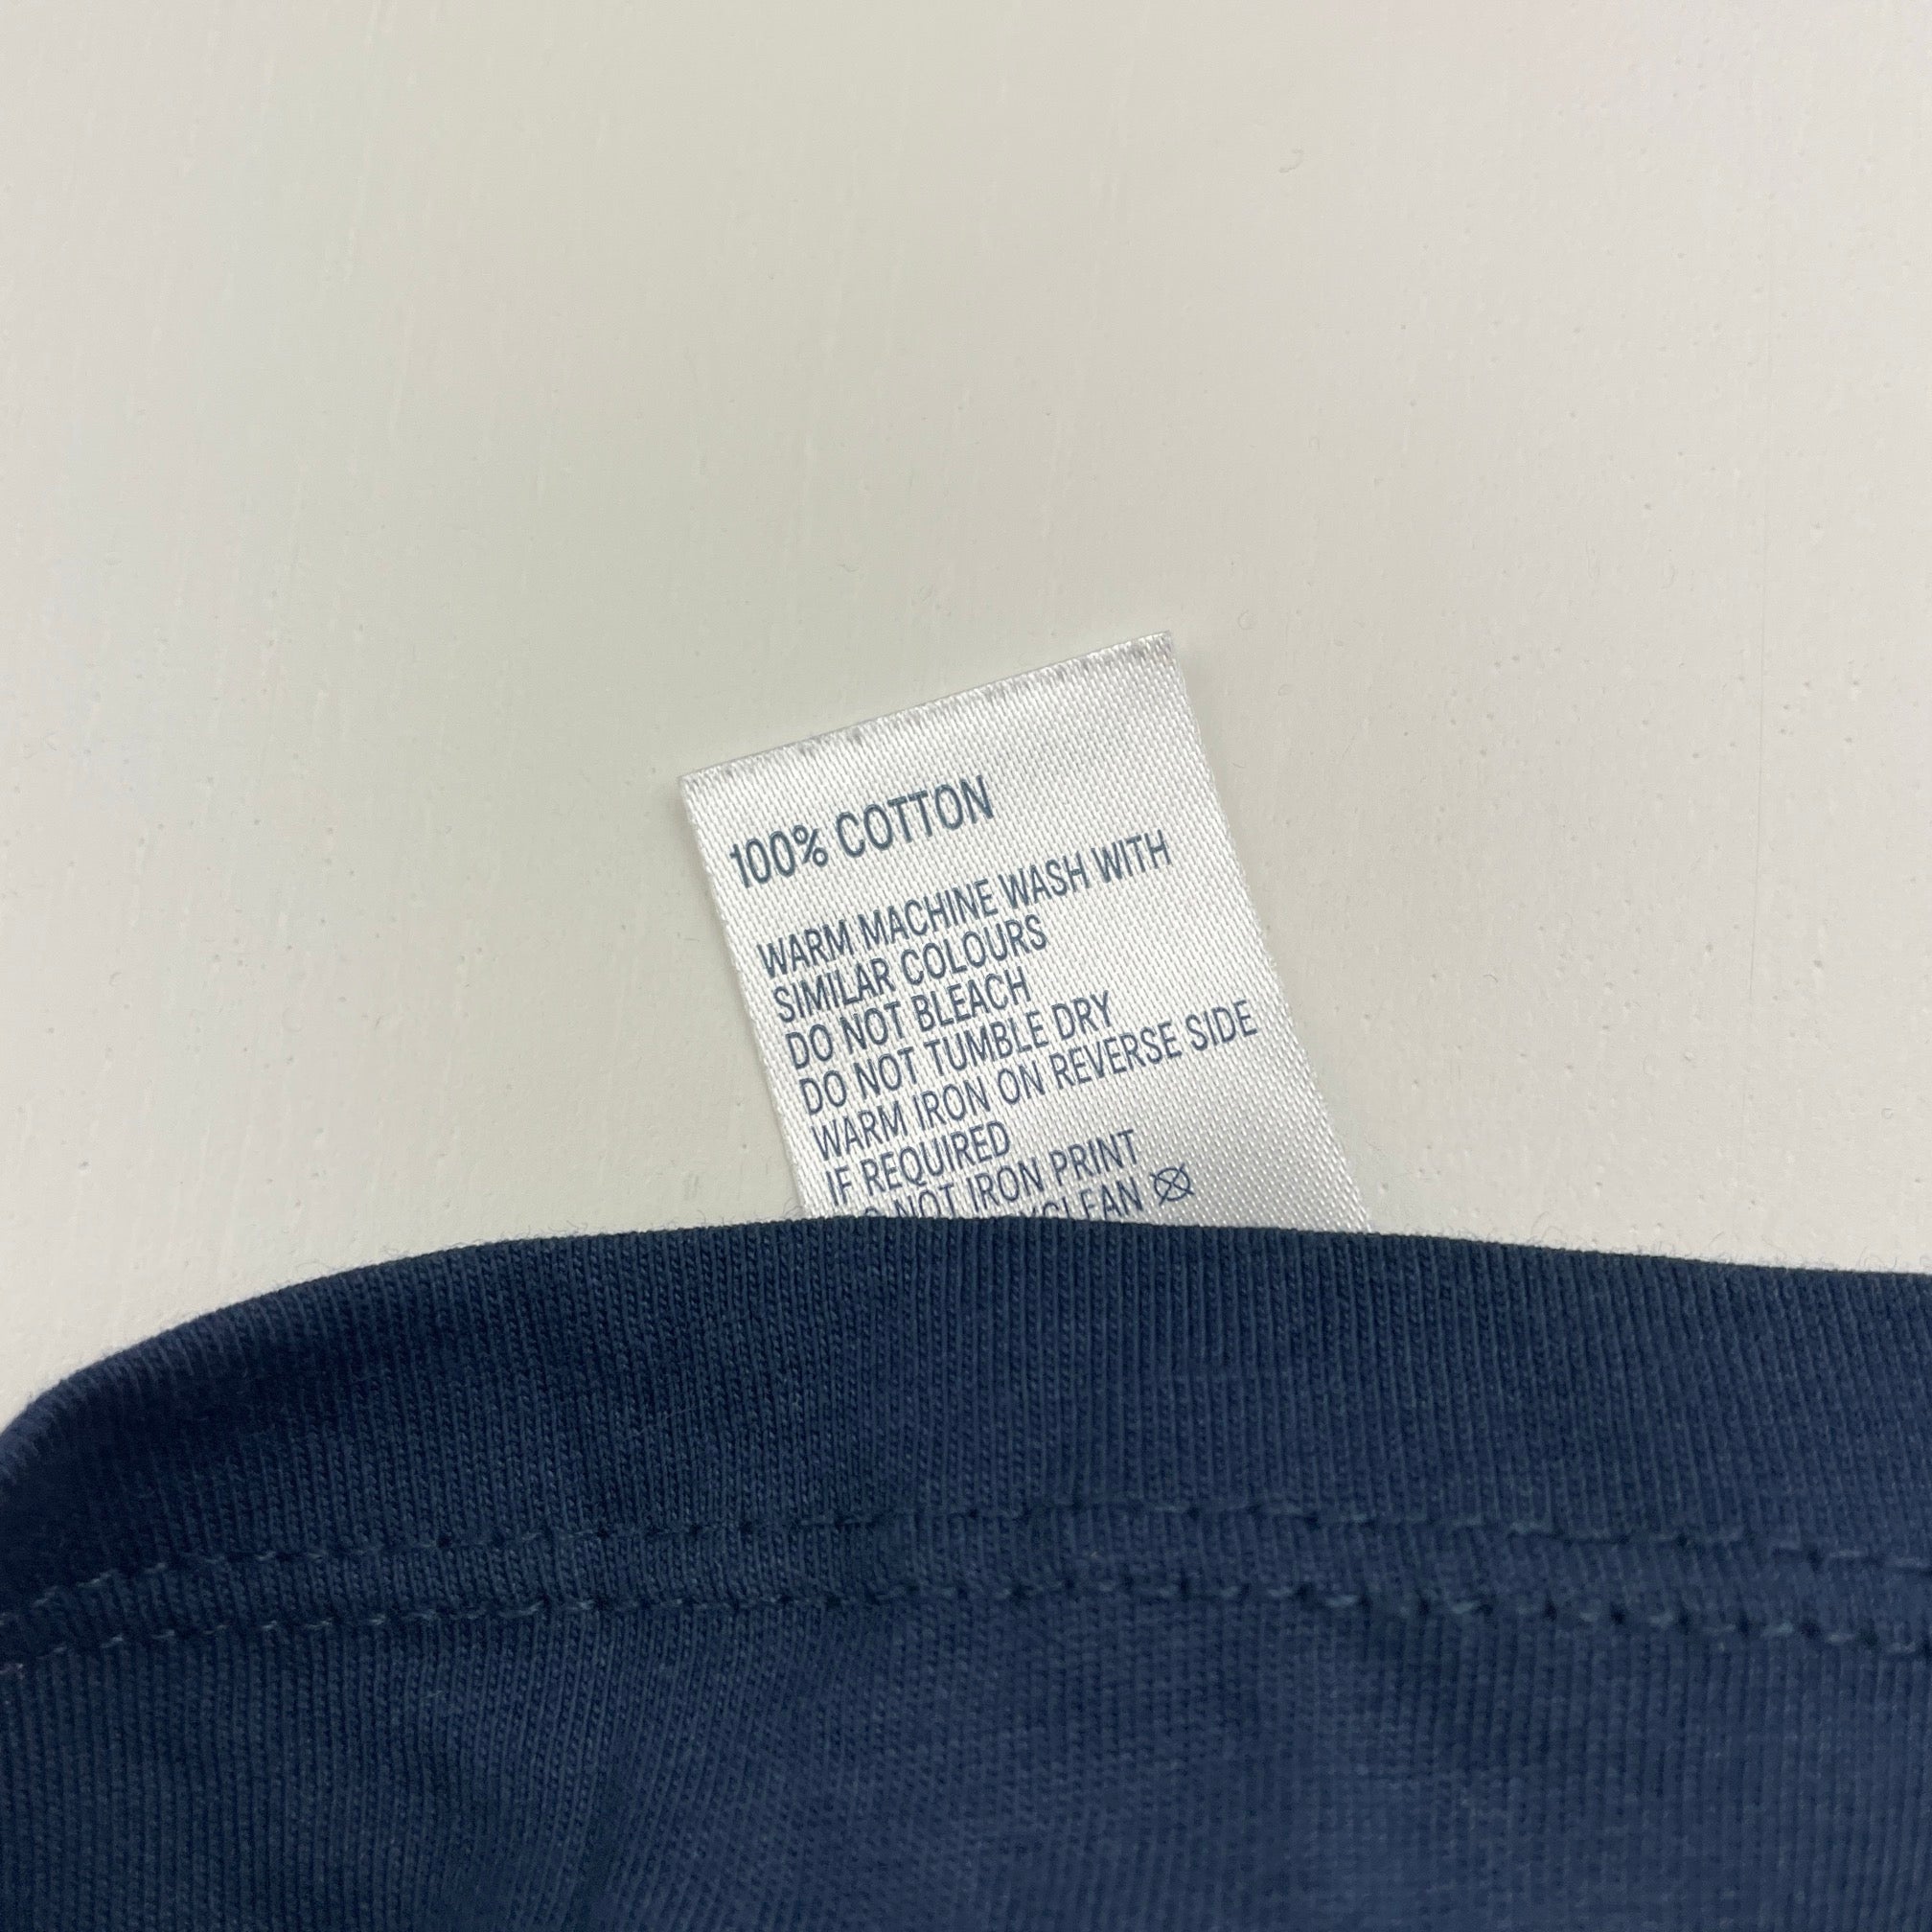 100% COTTON
WARM MACHINE WASH WITH
SIMILAR COLOURS
DO NOT BLEACH
DO NOT TUMBLE DRY
WARM IRON ON REVERSE SIDE
IF REQUIRED
NOT IRON PRINT